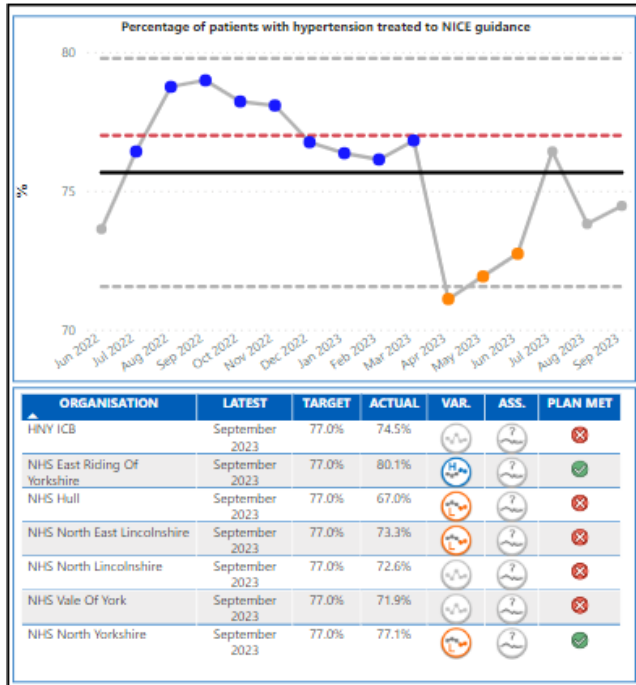 Percentage of patients with hypertension treated to NICE guidance
80
75
70
%
Jun 2022
Jul 2022
Aug 2022
Sep 2022
Oct 2022
Nov 2022
Dec 2022
Jan 2023
Feb 2023
Mar 2023
Apr 2023
May 2023
Jun 2023
Jul 2023
Aug 2023
Sep 2023
ORGANISATION LATEST TARGET ACTUAL VAR. ASS. PLAN MET
HNY ICB September 77.0% 74.5% ?
2023
NHS East Riding Of September 77.0% 80.1% H ?
Yorkshire 2023
NHS Hull September 77.0% 67.0% L ?
2023
NHS North East Lincolnshire September 77.0% 73.3% L ?
2023
NHS North Lincolnshire September 77.0% 72.6% ?
2023
NHS Vale Of York September 77.0% 71.9% ?
2023
NHS North Yorkshire September 77.0% 77.1% L ?
2023